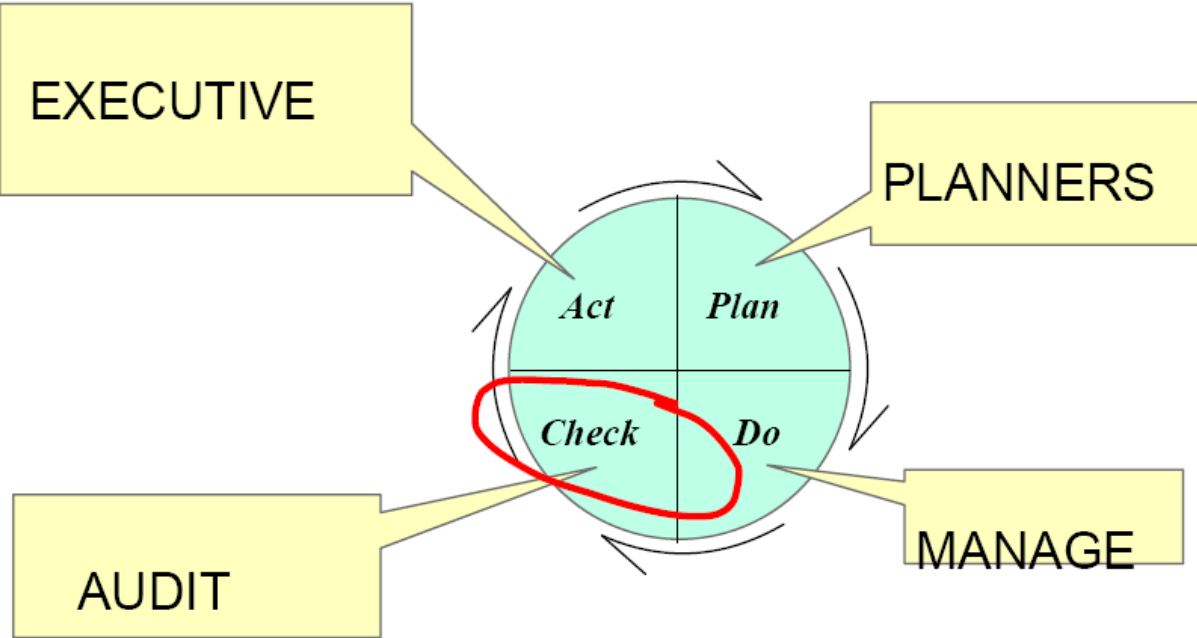 EXECUTIVE
PLANNERS
Act
Plan
Check
Do
AUDIT
MANAGE